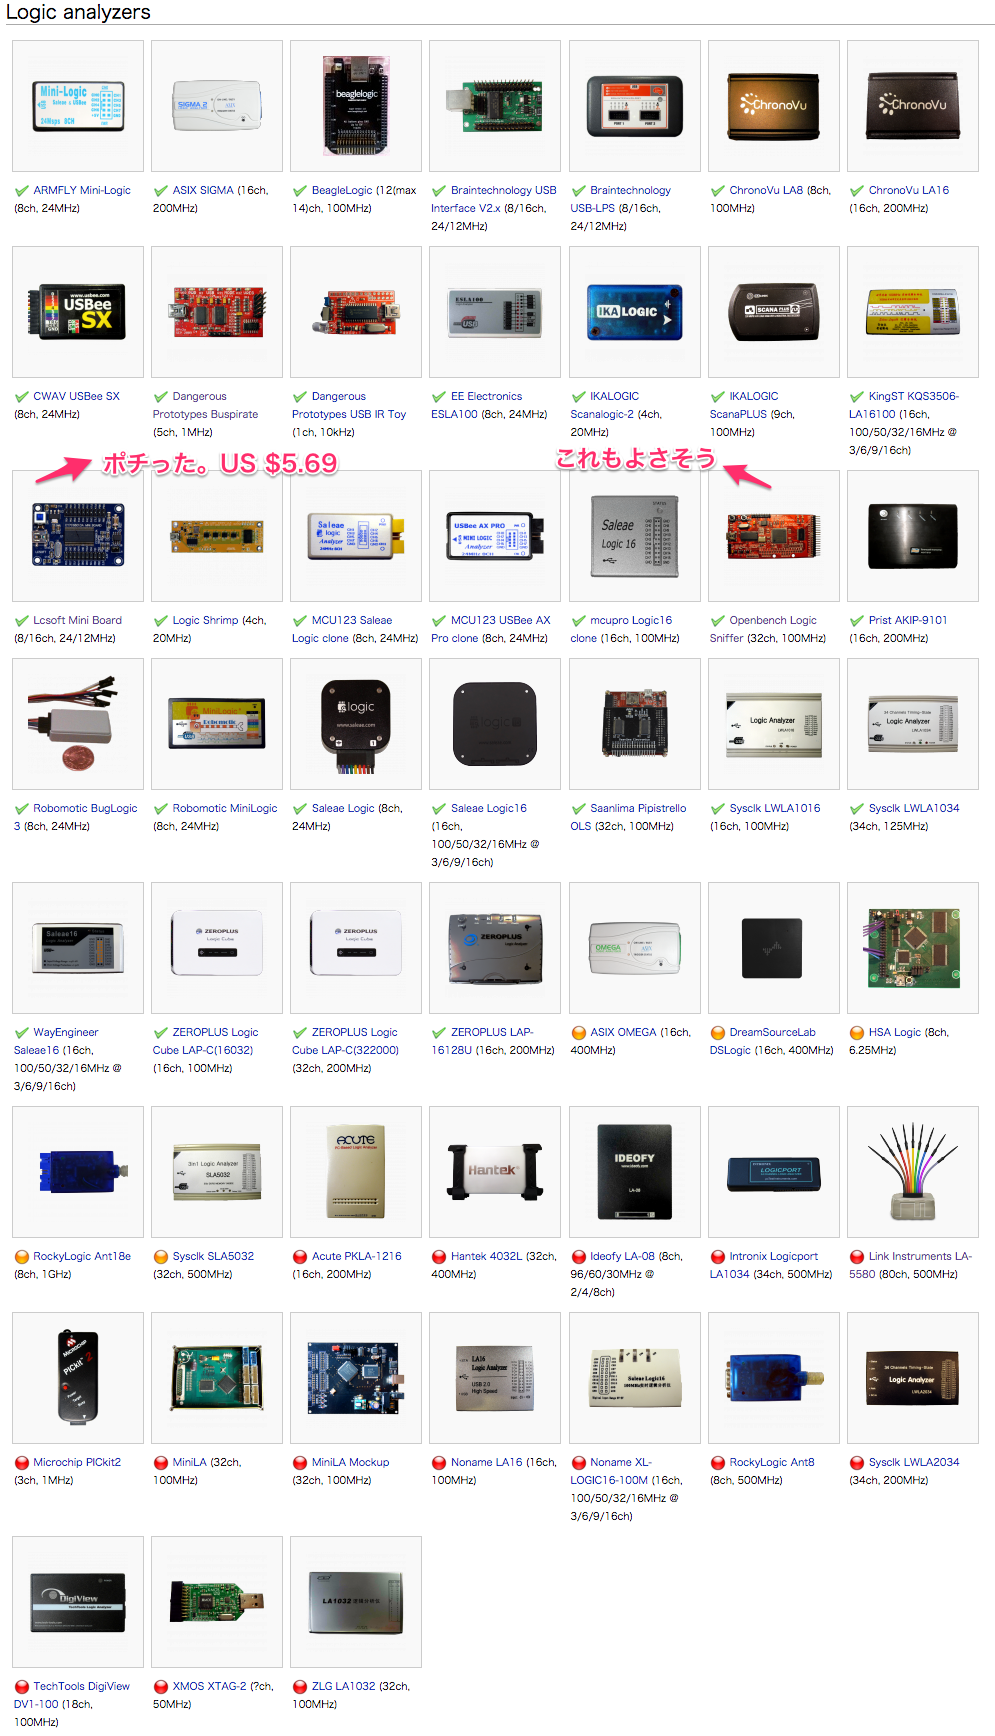 Logic analyzers
ARMFLY Mini-Logic
(8ch, 24MHz)
ASIX SIGMA (16ch,
200MHz)
BeagleLogic (12(max
14)ch, 100MHz)
Braintechnology USB
Interface V2.x (8/16ch,
24/12MHz)
Braintechnology
USB-LPS (8/16ch,
24/12MHz)
ChronoVu LA8 (8ch,
100MHz)
ChronoVu LA16
(16ch, 200MHz)
CWAV USBee SX
(8ch, 24MHz)
Dangerous
Prototypes Buspirate
(5ch, 1MHz)
Dangerous
Prototypes USB IR Toy
(1ch, 10kHz)
EE Electronics
ESLA100 (8ch, 24MHz)
IKALOGIC
Scanalogic-2 (4ch,
20MHz)
IKALOGIC
ScanaPLUS (9ch,
100MHz)
KingST KQS3506-
LA16100 (16ch,
100/50/32/16MHz @
3/6/9/16ch)
ポチった。US $5.69
これもよさそう
Lcsoft Mini Board
(8/16ch, 24/12MHz)
Logic Shrimp (4ch,
20MHz)
MCU123 Saleae
Logic clone (8ch, 24MHz)
MCU123 USBee AX
Pro clone (8ch, 24MHz)
mcupro Logic16
clone (16ch, 100MHz)
Openbench Logic
Sniffer (32ch, 100MHz)
Prist AKIP-9101
(16ch, 200MHz)
Robomotic BugLogic
3 (8ch, 24MHz)
Robomotic MiniLogic
(8ch, 24MHz)
Saleae Logic (8ch,
24MHz)
Saleae Logic16
(16ch,
100/50/32/16MHz @
3/6/9/16ch)
Saanlima Pipistrello
OLS (32ch, 100MHz)
Sysclk LWLA1016
(16ch, 100MHz)
Sysclk LWLA1034
(34ch, 125MHz)
WayEngineer
Saleae16 (16ch,
100/50/32/16MHz @
3/6/9/16ch)
ZEROPLUS Logic
Cube LAP-C(16032)
(16ch, 100MHz)
ZEROPLUS Logic
Cube LAP-C(322000)
(32ch, 200MHz)
ZEROPLUS LAP-
16128U (16ch, 200MHz)
ASIX OMEGA (16ch,
400MHz)
DreamSourceLab
DSLogic (16ch, 400MHz)
HSA Logic (8ch,
6.25MHz)
RockyLogic Ant18e
(8ch, 1GHz)
Sysclk SLA5032
(32ch, 500MHz)
Acute PKLA-1216
(16ch, 200MHz)
Hantek 4032L (32ch,
400MHz)
Ideofy LA-08 (8ch,
96/60/30MHz @
2/4/8ch)
Intronix Logicport
LA1034 (34ch, 500MHz)
Link Instruments LA-
5580 (80ch, 500MHz)
Microchip PICkit2
(3ch, 1MHz)
MiniLA (32ch,
100MHz)
MiniLA Mockup
(32ch, 100MHz)
Noname LA16 (16ch,
100MHz)
Noname XL-
LOGIC16-100M (16ch,
100/50/32/16MHz @
3/6/9/16ch)
RockyLogic Ant8
(8ch, 500MHz)
Sysclk LWLA2034
(34ch, 200MHz)
TechTools DigiView
DV1-100 (18ch,
100MHz)
XMOS XTAG-2 (?ch,
50MHz)
ZLG LA1032 (32ch,
100MHz)